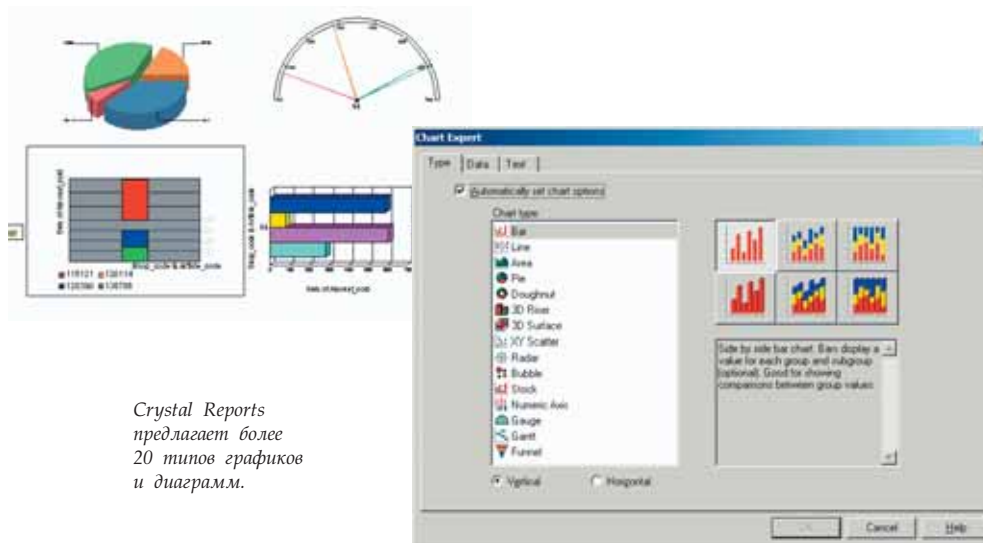 Chart Expert
Type Data Text
Automatically set chart options
Chart type
Bar
Line
Area
Pie
Doughnut
3D Riser
3D Surface
XY Scatter
Radar
Bubble
Stock
Numeric Axis
Gauge
Gantt
Funnel
Side by side bar chart. Bars display a
value for each group and subgroup
(optional). Good for showing
comparisons between group values
Vertical Horizontal
Cancel Help
Crystal Reports
предлагает более
20 типов графиков
и диаграмм.